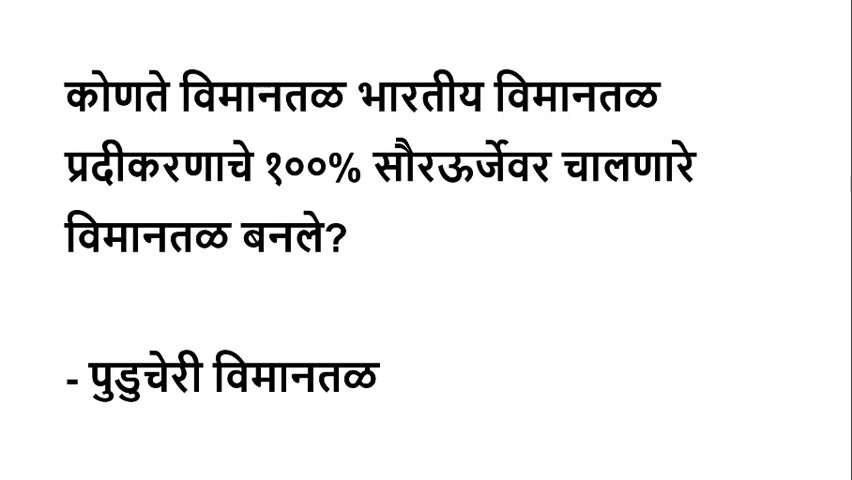 कोणते विमानतळ भारतीय विमानतळ
प्रदीकरणाचे १००% सौरऊर्जेवर चालणारे
विमानतळ बनले?
- पुडुचेरी विमानतळ